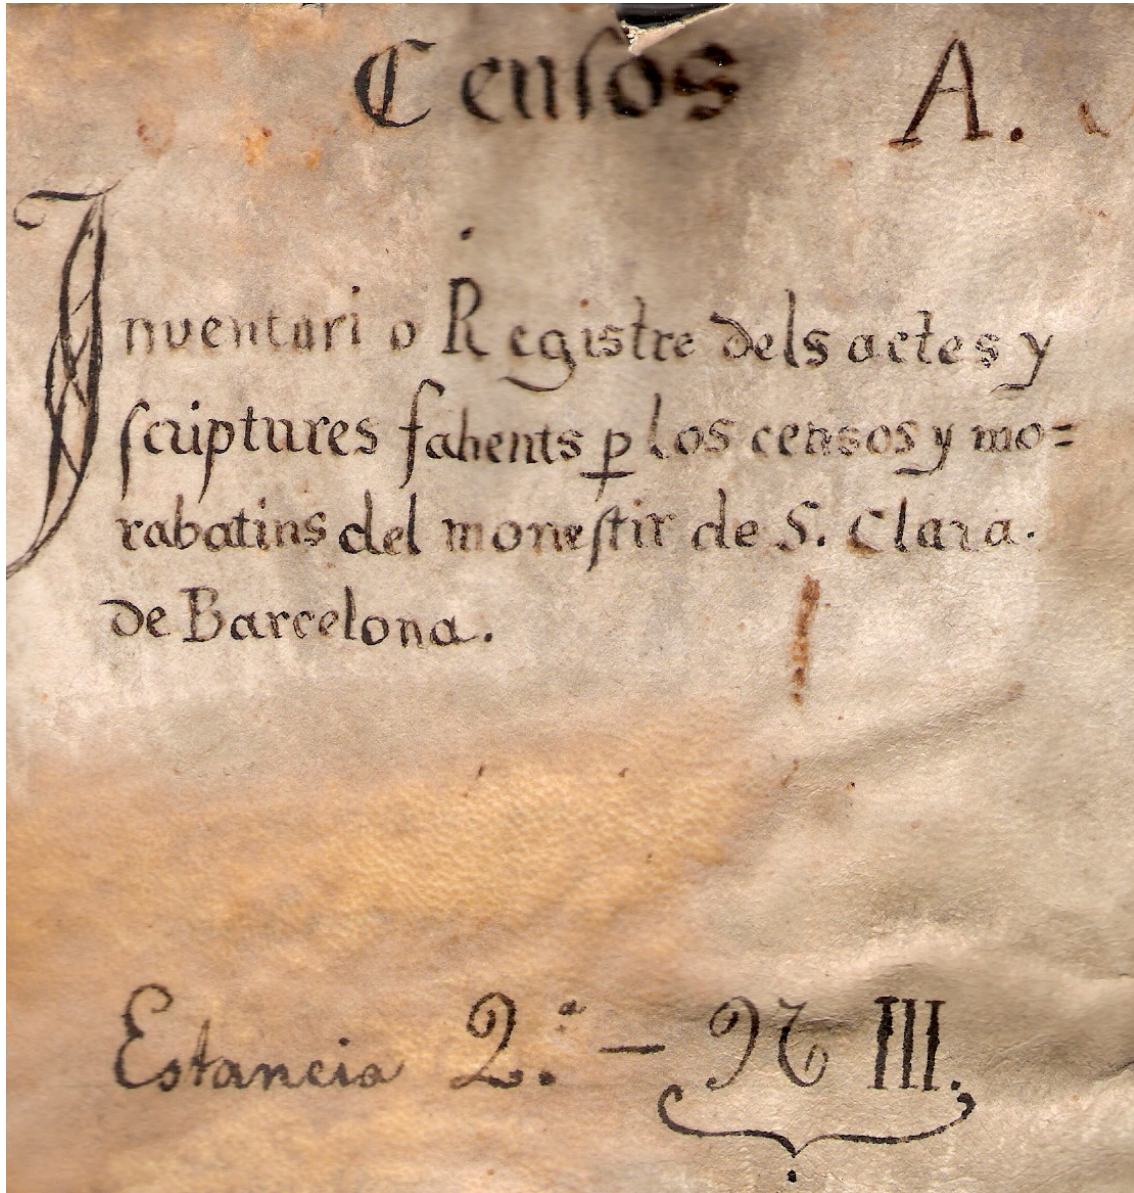 Censos A.
Inventari o Registre dels actes y
scriptures fahents p los censos y mo=
rabatins del monestir de S. Clara.
de Barcelona.
Estancia 2.ª — N III.